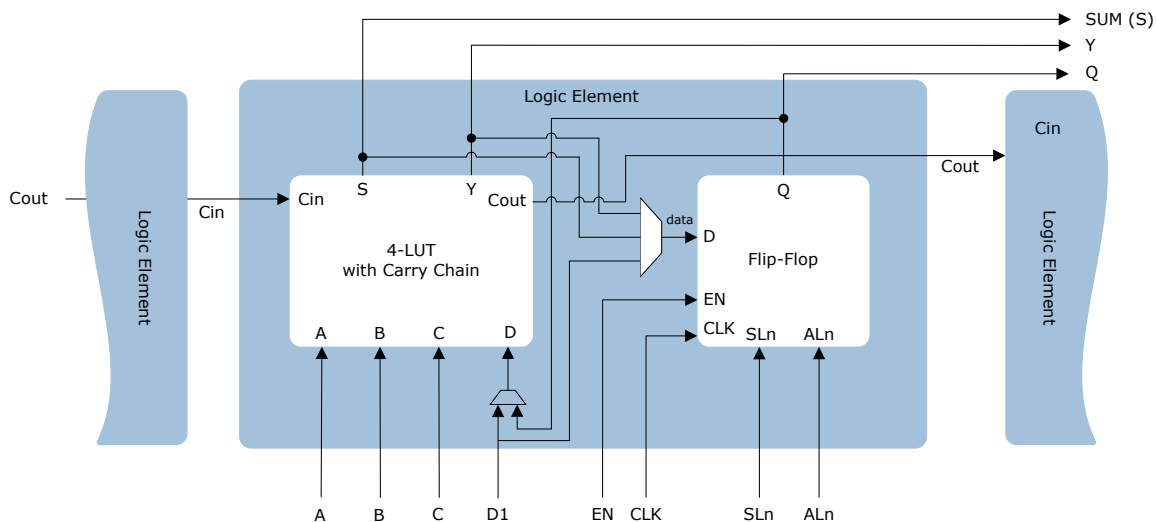 SUM (S)
Y
Q
Logic Element
Cin
Cout
Cin
Logic Element
Cin
S
Y
Cout
4-LUT
with Carry Chain
A
B
C
D
data
Q
D
Flip-Flop
EN
CLK
SLn
ALn
Cout
Logic Element
A
B
C
D1
EN
CLK
SLn
ALn